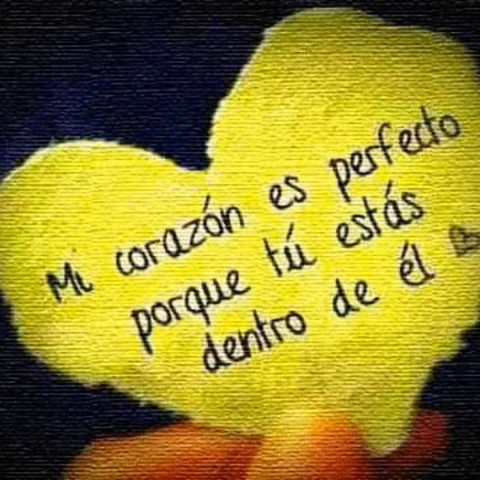 Mi corazón es perfecto
porque tú estás
dentro de él